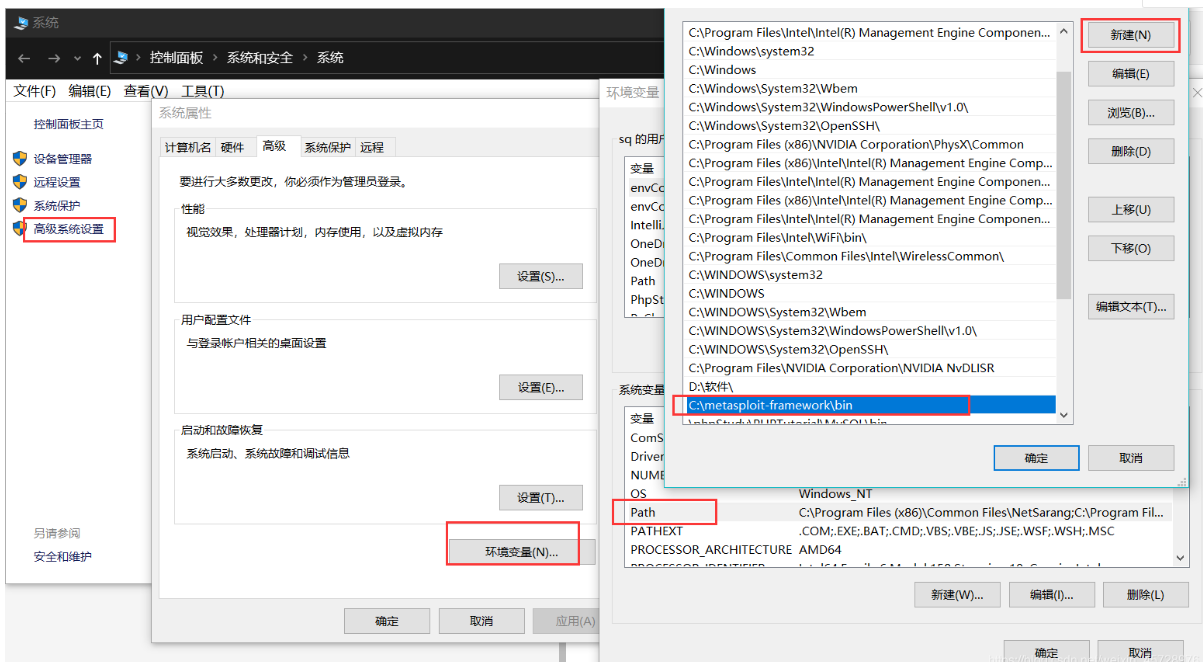 系统
控制面板 > 系统和安全 > 系统
文件(F) 编辑(E) 查看(V) 工具(T)
控制面板主页
设备管理器
远程设置
系统保护
高级系统设置
另请参阅
安全和维护
系统属性
计算机名 硬件 高级 系统保护 远程
要进行大多数更改，你必须作为管理员登录。
性能
视觉效果，处理器计划，内存使用，以及虚拟内存
设置(S)...
用户配置文件
与登录帐户相关的桌面设置
设置(E)...
启动和故障恢复
系统启动、系统故障和调试信息
设置(T)...
环境变量(N)...
确定 取消 应用(A)
环境变量
sq 的用户
变量
envCo
envCo
Intelli.
OneDr
OneDr
Path
PhpSt
系统变量
变量
ComS
Driver
NUME
OS Windows_NT
Path C:\Program Files (x86)\Common Files\NetSarang;C:\Program Fil...
PATHEXT .COM;.EXE;.BAT;.CMD;.VBS;.VBE;.JS;.JSE;.WSF;.WSH;.MSC
PROCESSOR_ARCHITECTURE AMD64
新建(W)... 编辑(I)... 删除(L)
确定 取消
C:\Program Files\Intel\Intel(R) Management Engine Componen...
C:\Windows\system32
C:\Windows
C:\Windows\System32\Wbem
C:\Windows\System32\WindowsPowerShell\v1.0\
C:\Windows\System32\OpenSSH\
C:\Program Files (x86)\NVIDIA Corporation\PhysX\Common
C:\Program Files (x86)\Intel\Intel(R) Management Engine Comp...
C:\Program Files\Intel\Intel(R) Management Engine Componen...
C:\Program Files (x86)\Intel\Intel(R) Management Engine Comp...
C:\Program Files\Intel\Intel(R) Management Engine Componen...
C:\Program Files\Intel\WiFi\bin\
C:\Program Files\Common Files\Intel\WirelessCommon\
C:\WINDOWS\system32
C:\WINDOWS
C:\WINDOWS\System32\Wbem
C:\WINDOWS\System32\WindowsPowerShell\v1.0\
C:\WINDOWS\System32\OpenSSH\
C:\Program Files\NVIDIA Corporation\NVIDIA NvDLISR
D:\软件\
C:\metasploit-framework\bin
\phpStudy\PHPTutorial\MySQL\bin
新建(N)
编辑(E)
浏览(B)...
删除(D)
上移(U)
下移(O)
编辑文本(T)...
确定 取消